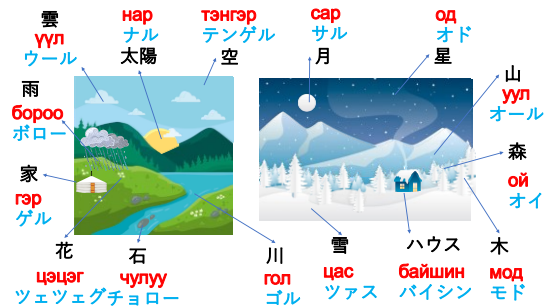 雲
үүл
ウール
нар
ナル
太陽
тэнгэр
テンゲル
空
сар
サル
月
од
オド
星
雨
бороо
ボロー
山
уул
オール
家
гэр
ゲル
森
ой
オイ
花
цэцэг
ツェツェグ
石
чулуу
チョロー
川
гол
ゴル
雪
цас
ツァス
ハウス
байшин
バイシン
木
мод
モド